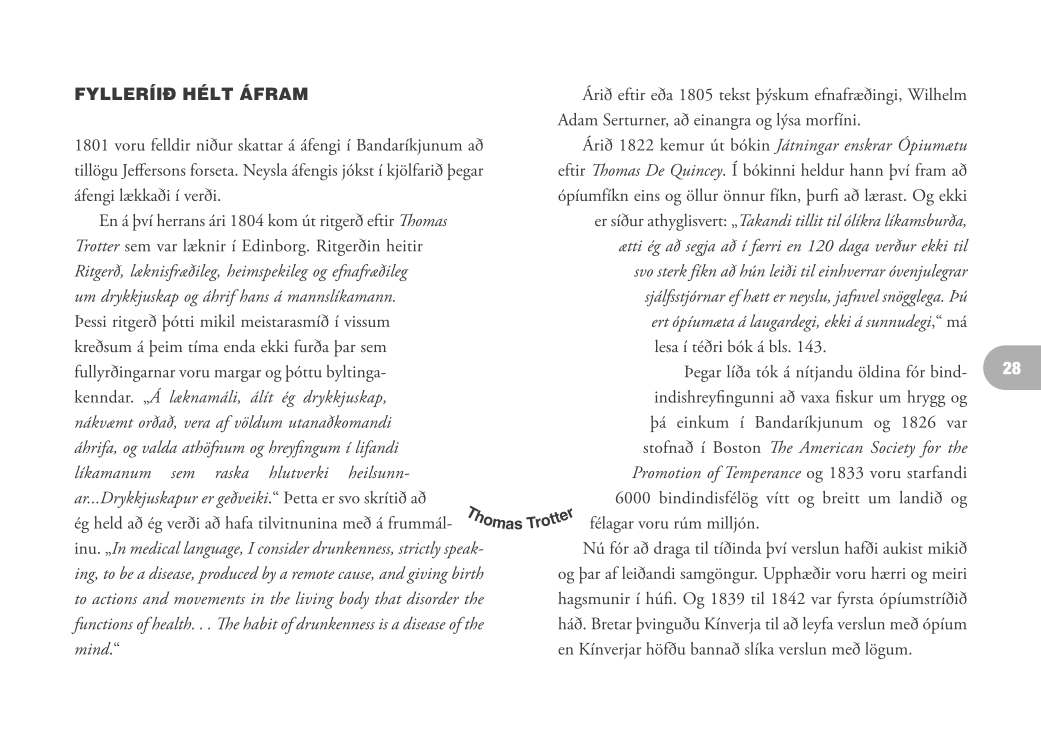 FYLLERÍIÐ HÉLT ÁFRAM
1801 voru felldir niður skattar á áfengi í Bandaríkjunum að
tillögu Jeffersons forseta. Neysla áfengis jókst í kjölfarið þegar
áfengi lækkaði í verði.
En á því herrans ári 1804 kom út ritgerð eftir Thomas
Trotter sem var læknir í Edinborg. Ritgerðin heitir
Ritgerð, læknisfræðileg, heimspekileg og efnafræðileg
um drykkjuskap og áhrif hans á mannslíkamann.
Þessi ritgerð þótti mikil meistarasmíð í vissum
kreðsum á þeim tíma enda ekki furða þar sem
fullyrðingarnar voru margar og þóttu byltinga-
kenndar. „Á læknamáli, álít ég drykkjuskap,
nákvæmt orðað, vera af völdum utanaðkomandi
áhrifa, og valda athöfnum og hreyfingum í lifandi
líkamanum sem raska hlutverki heilsunn-
ar...Drykkjuskapur er geðveiki.“ Þetta er svo skrítið að
ég held að ég verði að hafa tilvitnunina með á frummál-
inu. „In medical language, I consider drunkenness, strictly speak-
ing, to be a disease, produced by a remote cause, and giving birth
to actions and movements in the living body that disorder the
functions of health. . . The habit of drunkenness is a disease of the
mind.“
Thomas Trotter
Árið eftir eða 1805 tekst þýskum efnafræðingi, Wilhelm
Adam Serturner, að einangra og lýsa morfíni.
Árið 1822 kemur út bókin Játningar enskrar Ópíumætu
eftir Thomas De Quincey. Í bókinni heldur hann því fram að
ópíumfíkn eins og öllur önnur fíkn, þurfi að lærast. Og ekki
er síður athyglisvert: „Takandi tillit til ólíkra líkamsburða,
ætti ég að segja að í færri en 120 daga verður ekki til
svo sterk fíkn að hún leiði til einhverrar óvenjulegrar
sjálfsstjórnar ef hætt er neyslu, jafnvel snögglega. Þú
ert ópíumæta á laugardegi, ekki á sunnudegi,“ má
lesa í téðri bók á bls. 143.
Þegar líða tók á nítjandu öldina fór bind-
indishreyfingunni að vaxa fiskur um hrygg og
þá einkum í Bandaríkjunum og 1826 var
stofnað í Boston The American Society for the
Promotion of Temperance og 1833 voru starfandi
6000 bindindisfélög vítt og breitt um landið og
félagar voru rúm milljón.
Nú fór að draga til tíðinda því verslun hafði aukist mikið
og þar af leiðandi samgöngur. Upphæðir voru hærri og meiri
hagsmunir í húfi. Og 1839 til 1842 var fyrsta ópíumstríðið
háð. Bretar þvinguðu Kínverja til að leyfa verslun með ópíum
en Kínverjar höfðu bannað slíka verslun með lögum.
28